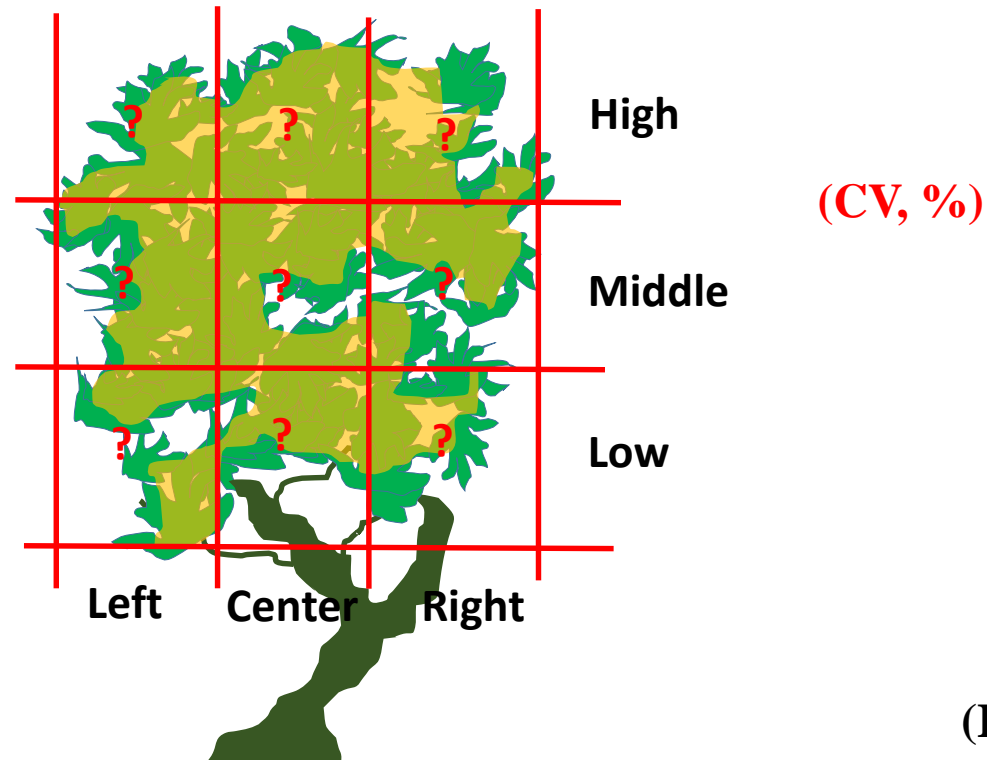 ? ? ? High
(CV, %)
? ? ? Middle
? ? ? Low
Left Center Right
(